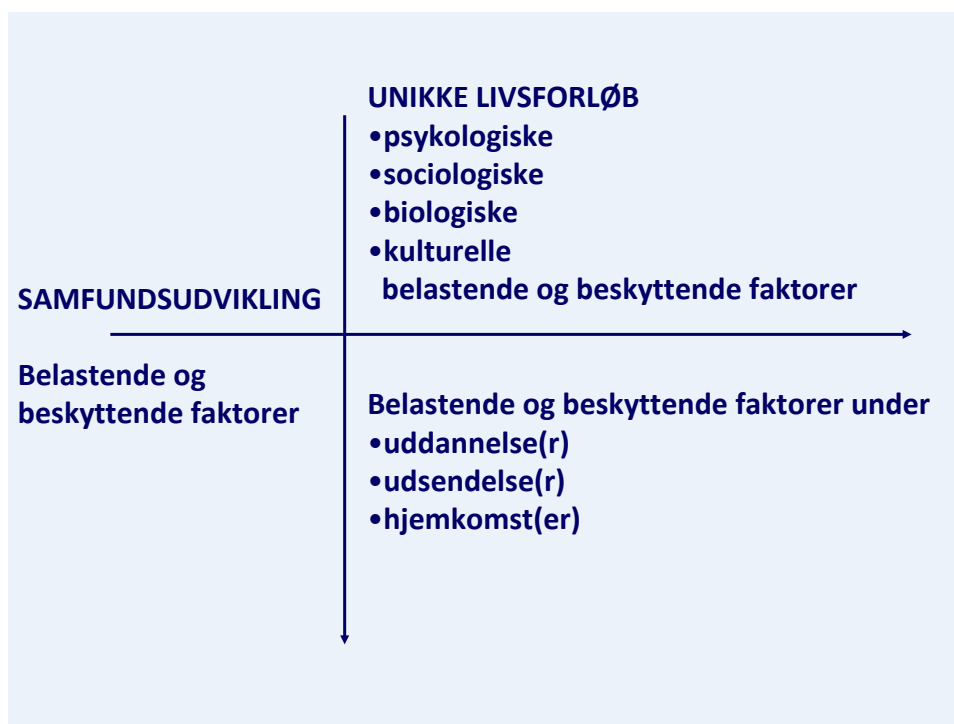 UNIKKE LIVSFORLØB
•psykologiske
•sociologiske
•biologiske
•kulturelle
belastende og beskyttende faktorer
SAMFUNDSUDVIKLING
Belastende og
beskyttende faktorer
Belastende og beskyttende faktorer under
•uddannelse(r)
•udsendelse(r)
•hjemkomst(er)